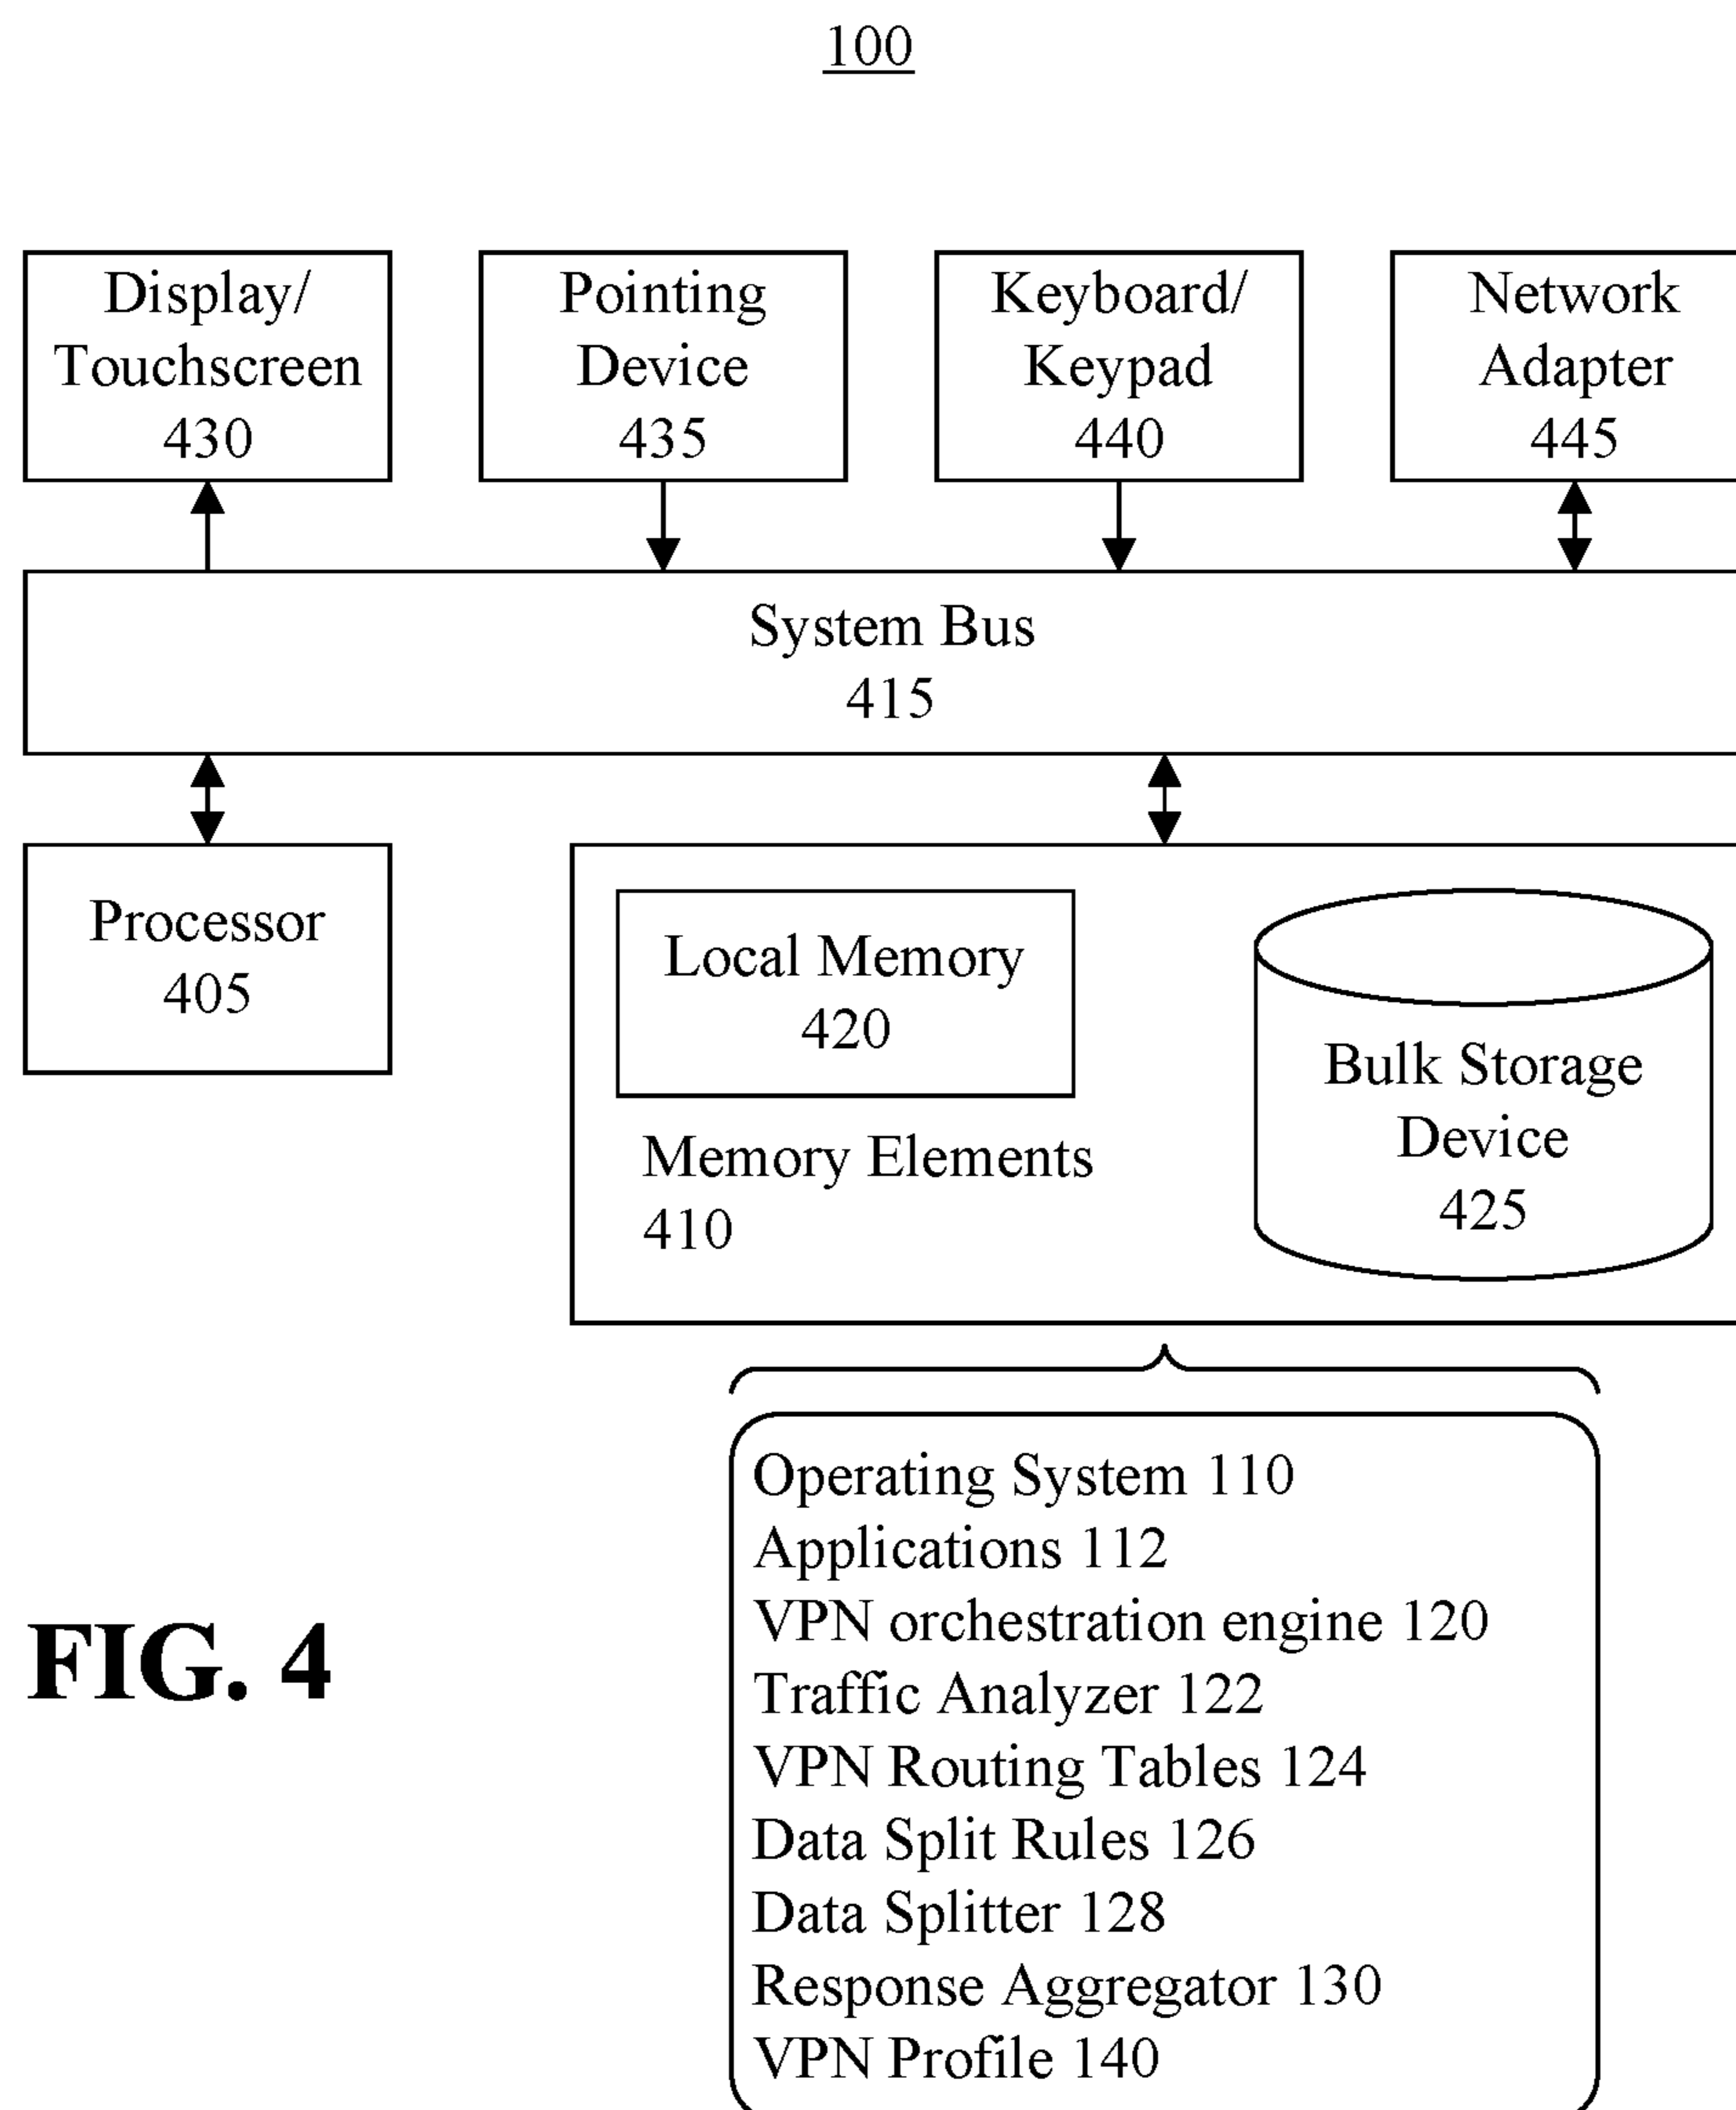 100
Display/
Touchscreen
430
Pointing
Device
435
Keyboard/
Keypad
440
Network
Adapter
445
System Bus
415
Processor
405
Local Memory
420
Memory Elements
410
Bulk Storage
Device
425
Operating System 110
Applications 112
VPN orchestration engine 120
Traffic Analyzer 122
VPN Routing Tables 124
Data Split Rules 126
Data Splitter 128
Response Aggregator 130
VPN Profile 140
FIG. 4